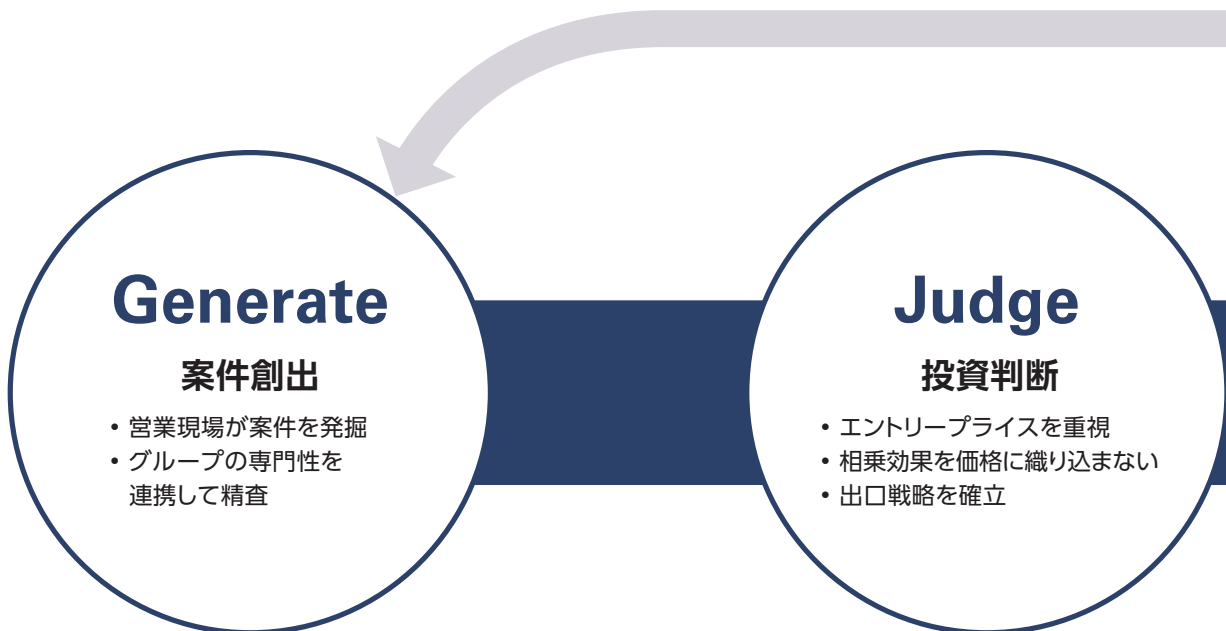 Generate
案件創出
• 営業現場が案件を発掘
• グループの専門性を
連携して精査
Judge
投資判断
• エントリープライスを重視
• 相乗効果を価格に織り込まない
• 出口戦略を確立